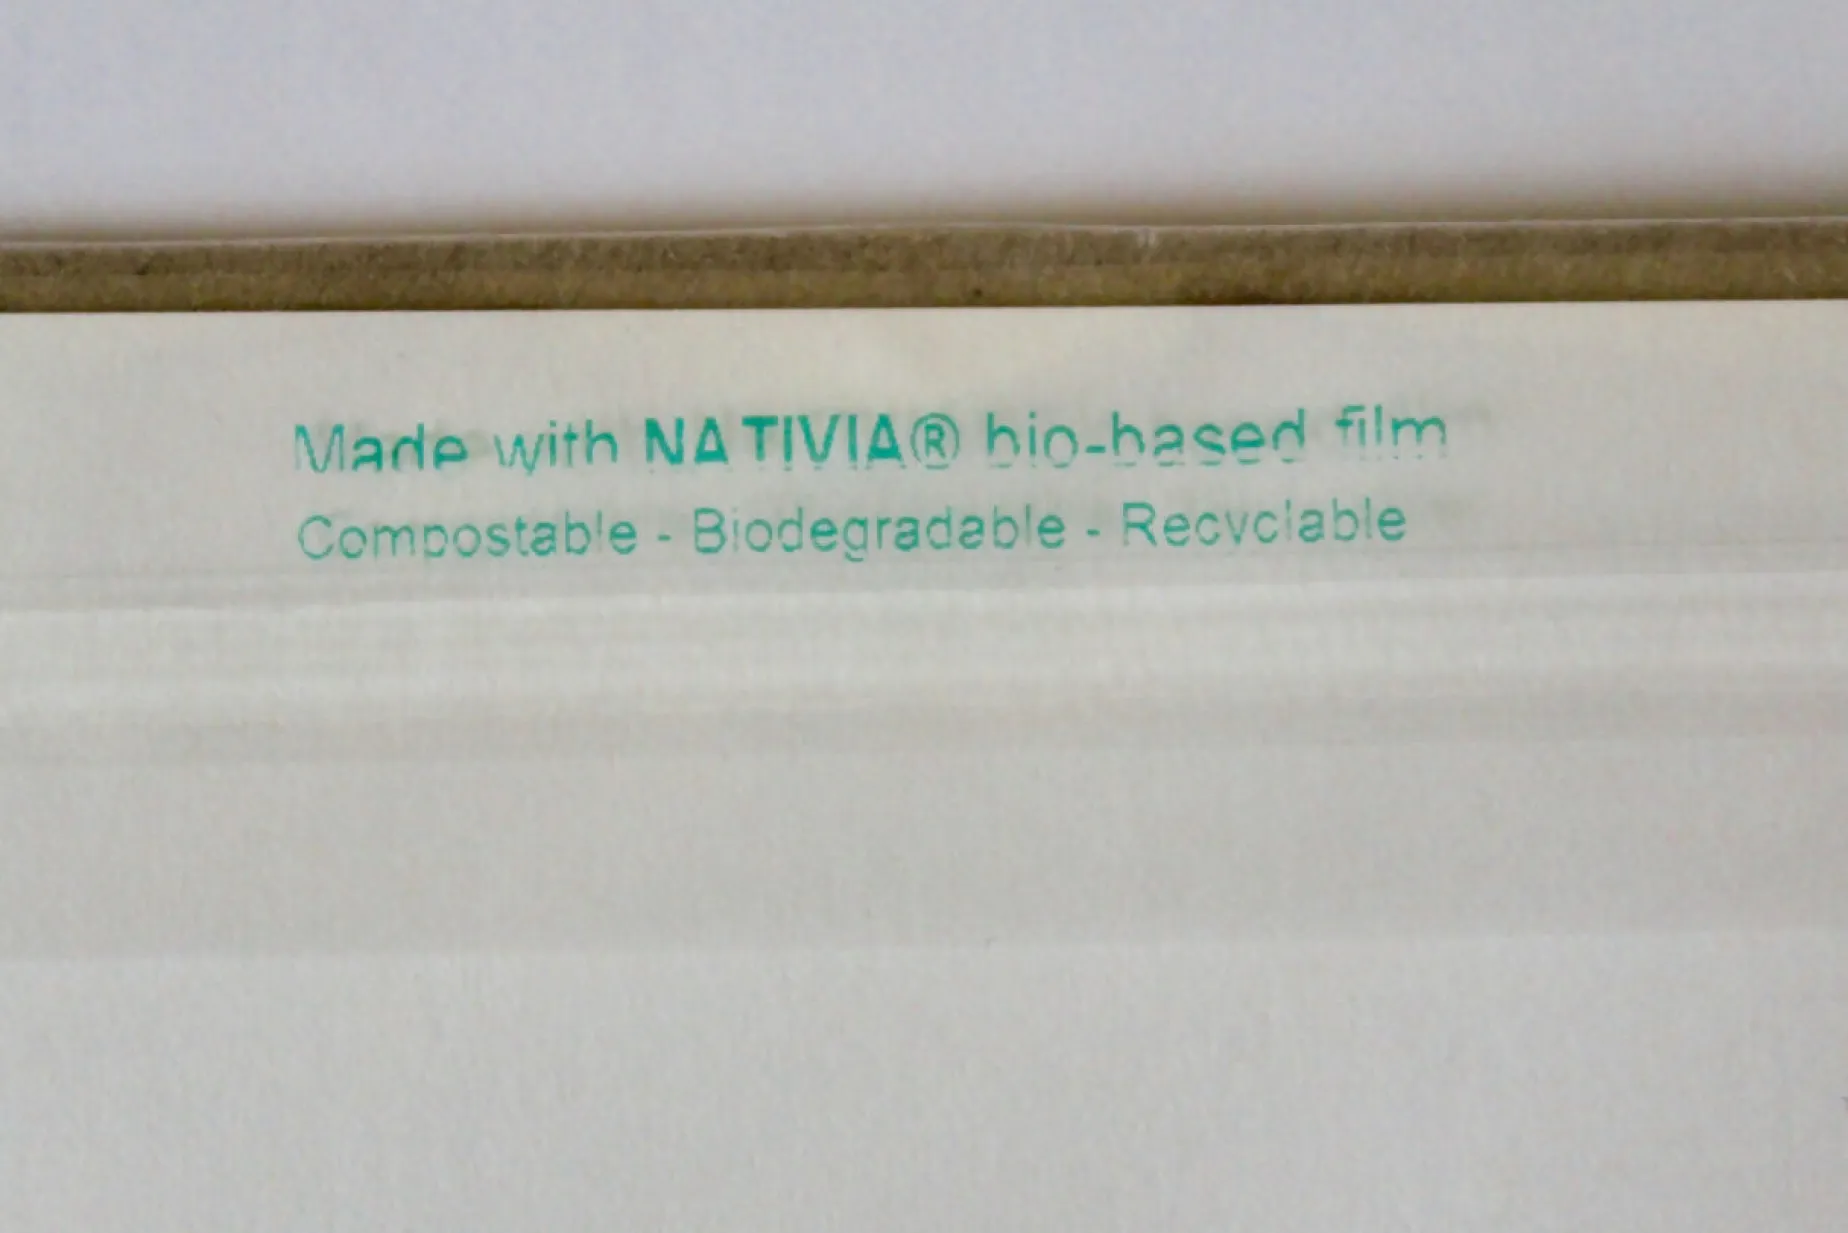 Made with NATIVIA® bio-based film
Compostable - Biodegradable - Recyclable